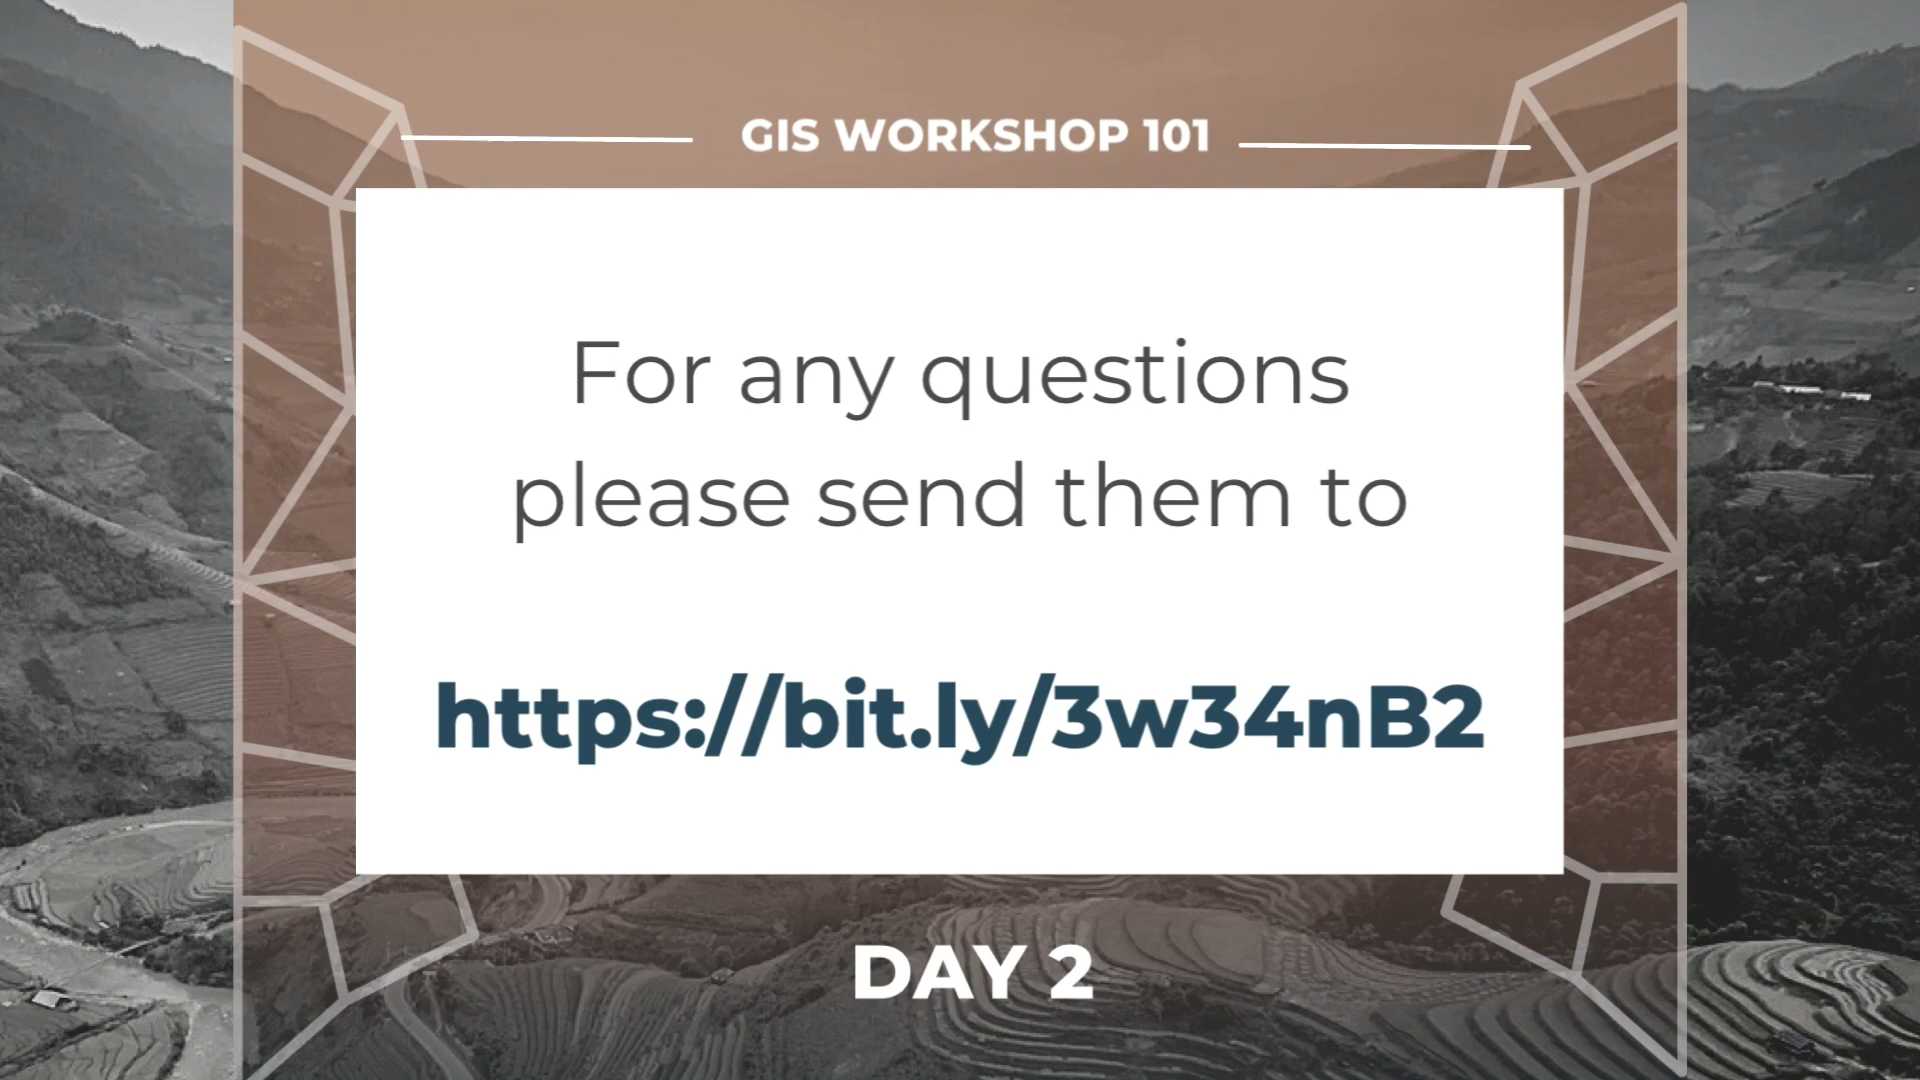 GIS WORKSHOP 101
For any questions
please send them to
https://bit.ly/3w34nB2
DAY 2